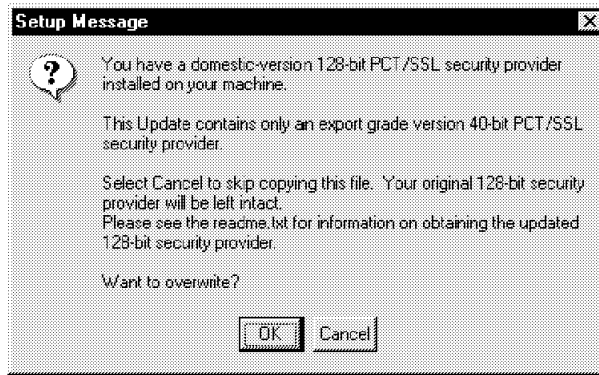 Setup Message
You have a domestic-version 128-bit PCT/SSL security provider
installed on your machine.
This Update contains only an export grade version 40-bit PCT/SSL
security provider.
Select Cancel to skip copying this file. Your original 128-bit security
provider will be left intact.
Please see the readme.txt for information on obtaining the updated
128-bit security provider.
Want to overwrite?
OK Cancel